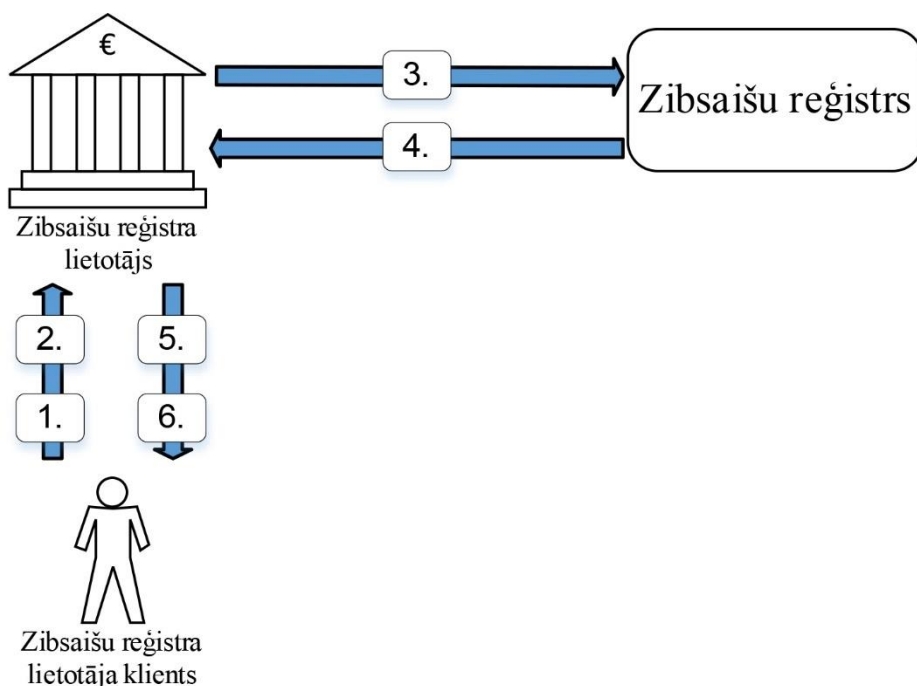 €
3.
Zibsaišu reģistrs
4.
Zibsaišu reģistra
lietotājs
2.
5.
1.
6.
Zibsaišu reģistra
lietotāja klients